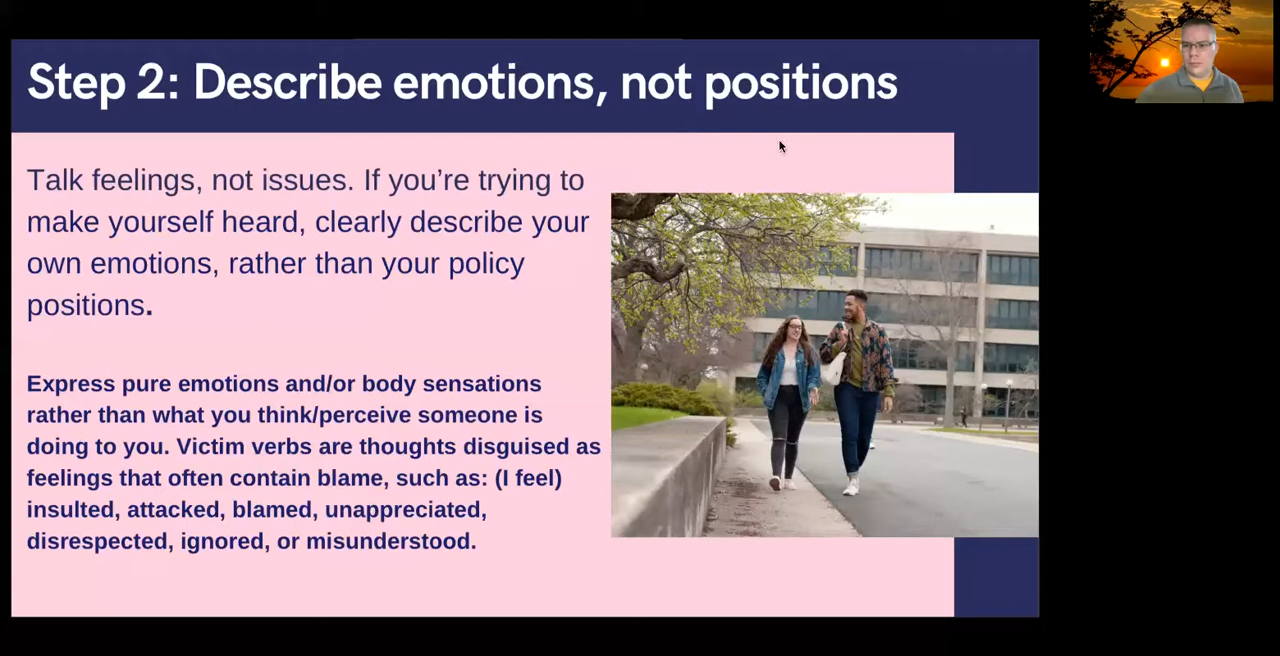 Step 2: Describe emotions, not positions
Talk feelings, not issues. If you’re trying to
make yourself heard, clearly describe your
own emotions, rather than your policy
positions.
Express pure emotions and/or body sensations
rather than what you think/perceive someone is
doing to you. Victim verbs are thoughts disguised as
feelings that often contain blame, such as: (I feel)
insulted, attacked, blamed, unappreciated,
disrespected, ignored, or misunderstood.